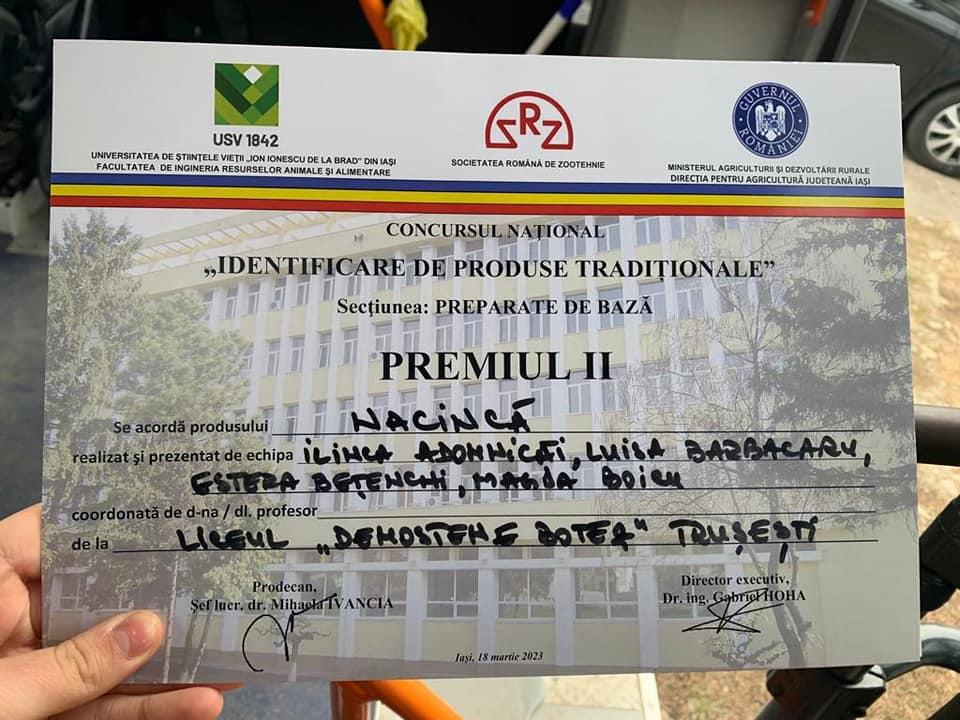 USV 1842
UNIVERSITATEA DE ȘTIINȚELE VIEȚII „ION IONESCU DE LA BRAD" DIN IAȘI
FACULTATEA DE INGINERIA RESURSELOR ANIMALE ȘI ALIMENTARE
SRZ
SOCIETATEA ROMÂNĂ DE ZOOTEHNIE
GUVERNUL ROMÂNIEI
MINISTERUL AGRICULTURII ȘI DEZVOLTĂRII RURALE
DIRECȚIA PENTRU AGRICULTURĂ JUDEȚEANĂ IAȘI
CONCURSUL NAȚIONAL
„IDENTIFICARE DE PRODUSE TRADIȚIONALE”
Secțiunea: PREPARATE DE BAZĂ
PREMIUL II
Se acordă produsului NACINCĂ
realizat și prezentat de echipa ILINCA ADOMNICĂI, LUISA BARBACARU,
ESTERA BEȚENCHI, MAGDA BOICU
coordonată de d-na / dl. profesor
de la LICEUL „DEMOSTENE BOTEZ" TRUȘEȘTI
Prodecan,
Șef lucr. dr. Mihaela IVANCIA
Director executiv,
Dr. ing. Gabriel HOHA
Iași, 18 martie 2023